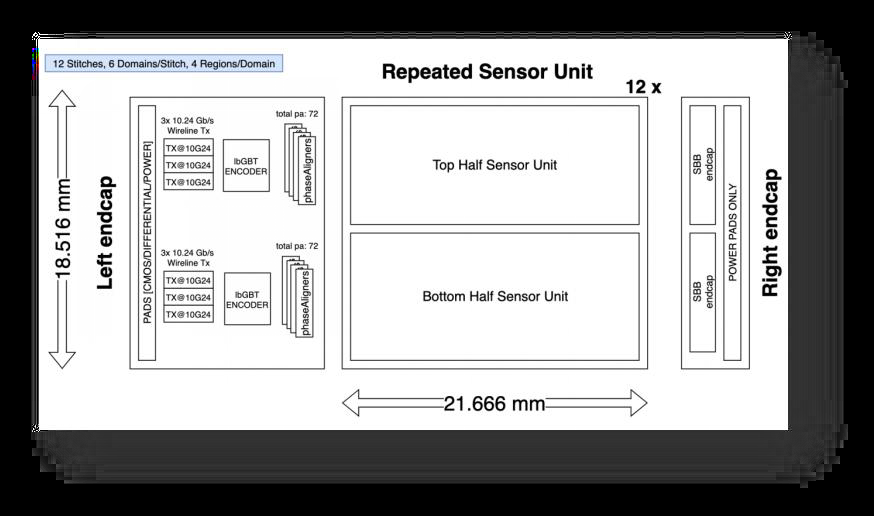 12 Stitches, 6 Domains/Stitch, 4 Regions/Domain
Repeated Sensor Unit
12 x
18.516 mm
Left endcap
PADS [CMOS/DIFFERENTIAL/POWER]
3x 10.24 Gb/s
Wireline Tx
TX@10G24
TX@10G24
TX@10G24
lbGBT
ENCODER
total pa: 72
phaseAligners
3x 10.24 Gb/s
Wireline Tx
TX@10G24
TX@10G24
TX@10G24
lbGBT
ENCODER
total pa: 72
phaseAligners
Top Half Sensor Unit
Bottom Half Sensor Unit
21.666 mm
SBB
endcap
SBB
endcap
POWER PADS ONLY
Right endcap